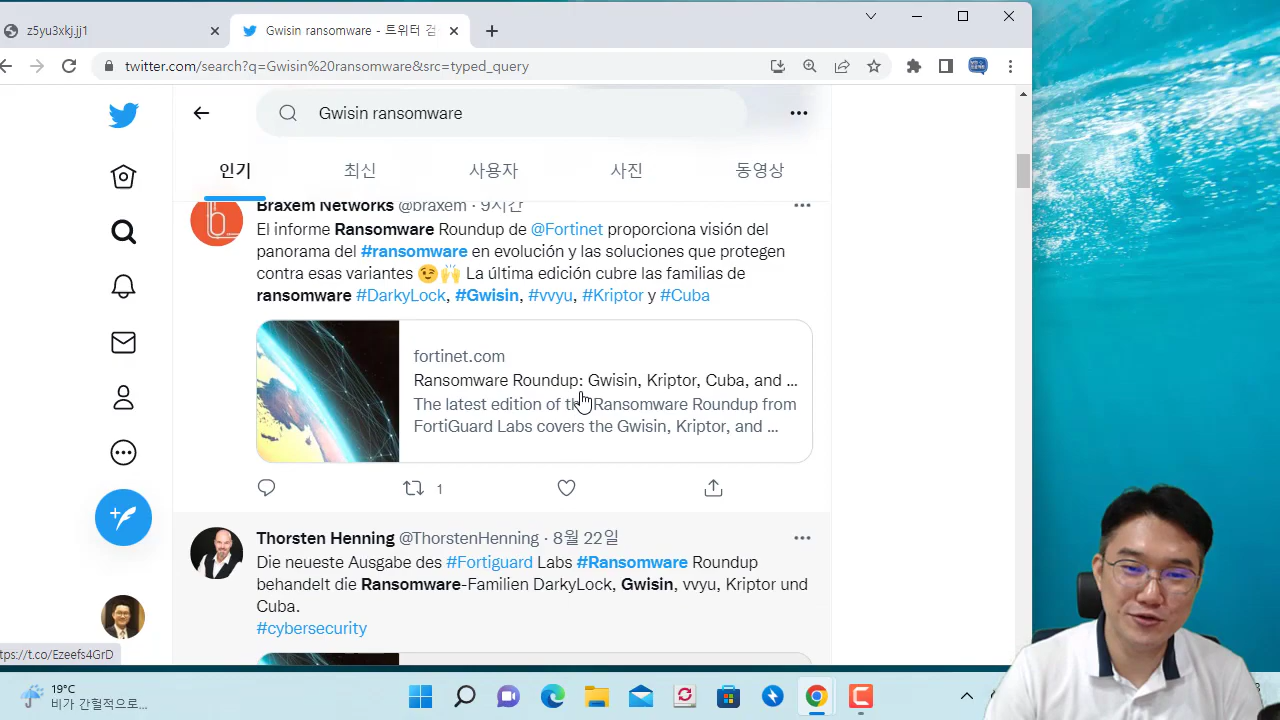 z5yu3xkj.jj1
Gwisin ransomware - 트위터 검
twitter.com/search?q=Gwisin%20ransomware&src=typed_query
Gwisin ransomware
인기
최신
사용자
사진
동영상
Braxem Networks @braxem · 9시간
El informe Ransomware Roundup de @Fortinet proporciona visión del
panorama del #ransomware en evolución y las soluciones que protegen
contra esas variantes 😉🙌 La última edición cubre las familias de
ransomware #DarkyLock, #Gwisin, #vvyu, #Kriptor y #Cuba
fortinet.com
Ransomware Roundup: Gwisin, Kriptor, Cuba, and ...
The latest edition of the Ransomware Roundup from
FortiGuard Labs covers the Gwisin, Kriptor, and ...
1
Thorsten Henning @ThorstenHenning · 8월 22일
Die neueste Ausgabe des #Fortiguard Labs #Ransomware Roundup
behandelt die Ransomware-Familien DarkyLock, Gwisin, vvyu, Kriptor und
Cuba.
#cybersecurity
tps://t.co/Ezeefs4GrD
19°C
비가 간헐적으로...